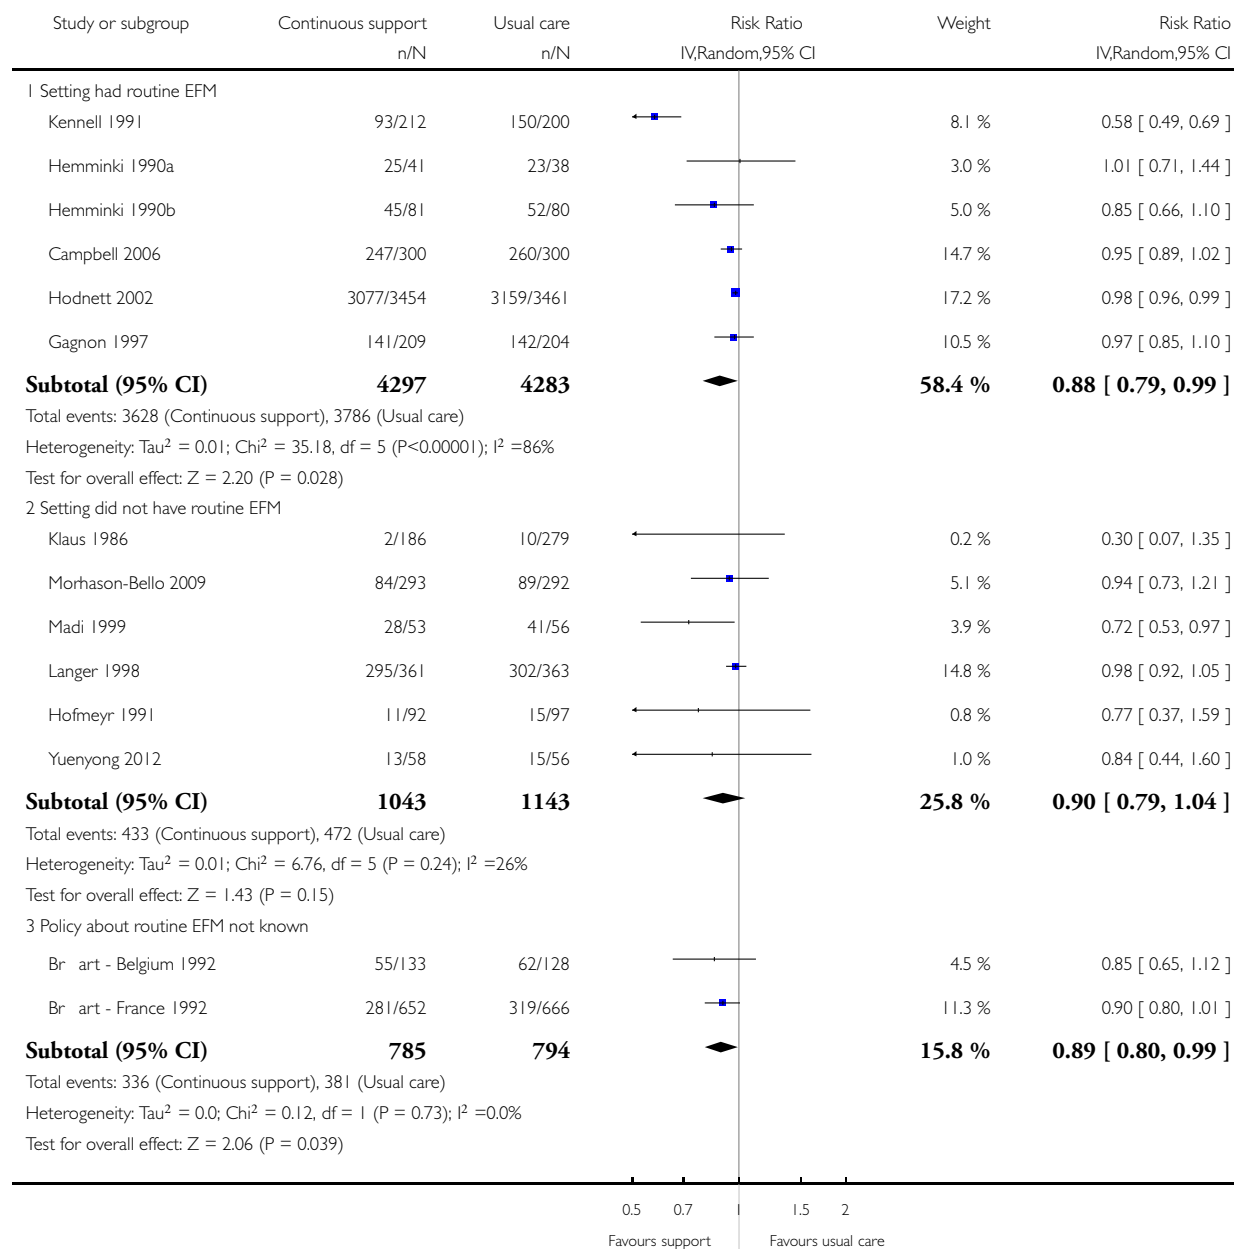 Study or subgroup Continuous support Usual care Risk Ratio Weight Risk Ratio
n/N n/N IV,Random,95% CI IV,Random,95% CI
1 Setting had routine EFM
Kennell 1991 93/212 150/200 8.1 % 0.58 [ 0.49, 0.69 ]
Hemminki 1990a 25/41 23/38 3.0 % 1.01 [ 0.71, 1.44 ]
Hemminki 1990b 45/81 52/80 5.0 % 0.85 [ 0.66, 1.10 ]
Campbell 2006 247/300 260/300 14.7 % 0.95 [ 0.89, 1.02 ]
Hodnett 2002 3077/3454 3159/3461 17.2 % 0.98 [ 0.96, 0.99 ]
Gagnon 1997 141/209 142/204 10.5 % 0.97 [ 0.85, 1.10 ]
Subtotal (95% CI) 4297 4283 58.4 % 0.88 [ 0.79, 0.99 ]
Total events: 3628 (Continuous support), 3786 (Usual care)
Heterogeneity: Tau² = 0.01; Chi² = 35.18, df = 5 (P<0.00001); I² =86%
Test for overall effect: Z = 2.20 (P = 0.028)
2 Setting did not have routine EFM
Klaus 1986 2/186 10/279 0.2 % 0.30 [ 0.07, 1.35 ]
Morhason-Bello 2009 84/293 89/292 5.1 % 0.94 [ 0.73, 1.21 ]
Madi 1999 28/53 41/56 3.9 % 0.72 [ 0.53, 0.97 ]
Langer 1998 295/361 302/363 14.8 % 0.98 [ 0.92, 1.05 ]
Hofmeyr 1991 11/92 15/97 0.8 % 0.77 [ 0.37, 1.59 ]
Yuenyong 2012 13/58 15/56 1.0 % 0.84 [ 0.44, 1.60 ]
Subtotal (95% CI) 1043 1143 25.8 % 0.90 [ 0.79, 1.04 ]
Total events: 433 (Continuous support), 472 (Usual care)
Heterogeneity: Tau² = 0.01; Chi² = 6.76, df = 5 (P = 0.24); I² =26%
Test for overall effect: Z = 1.43 (P = 0.15)
3 Policy about routine EFM not known
Br art - Belgium 1992 55/133 62/128 4.5 % 0.85 [ 0.65, 1.12 ]
Br art - France 1992 281/652 319/666 11.3 % 0.90 [ 0.80, 1.01 ]
Subtotal (95% CI) 785 794 15.8 % 0.89 [ 0.80, 0.99 ]
Total events: 336 (Continuous support), 381 (Usual care)
Heterogeneity: Tau² = 0.0; Chi² = 0.12, df = 1 (P = 0.73); I² =0.0%
Test for overall effect: Z = 2.06 (P = 0.039)
0.5 0.7 1 1.5 2
Favours support Favours usual care